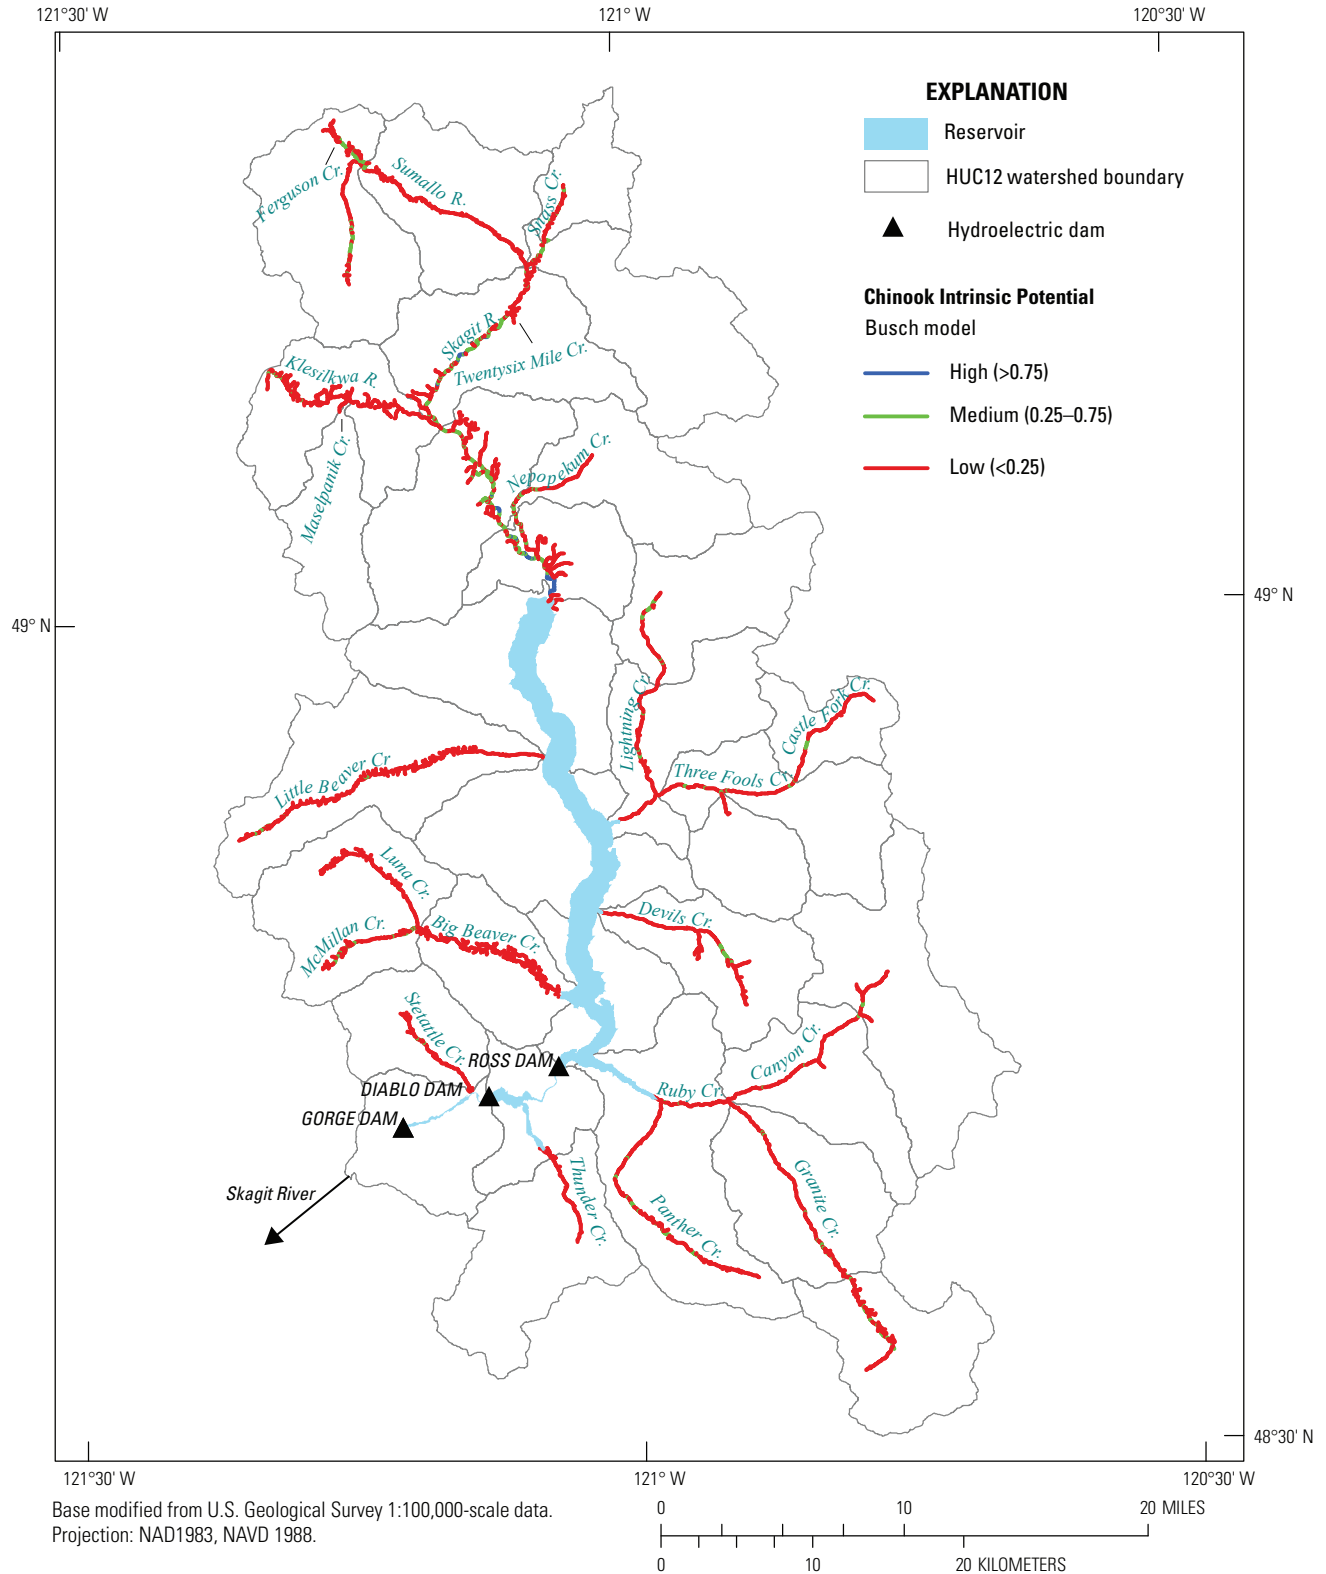 121°30' W
121° W
120°30' W
EXPLANATION
Reservoir
HUC12 watershed boundary
Hydroelectric dam
Chinook Intrinsic Potential
Busch model
High (>0.75)
Medium (0.25–0.75)
Low (<0.25)
Ferguson Cr.
Sumallo R.
Snass Cr.
Skagit R.
Twentysix Mile Cr.
Klesilkwa R.
Maselpanik Cr.
Nepopekum Cr.
49° N
49° N
Lightning Cr.
Castle Fork Cr.
Three Fools Cr.
Little Beaver Cr
Luna Cr.
McMillan Cr.
Big Beaver Cr.
Devils Cr.
Stetattle Cr.
ROSS DAM
DIABLO DAM
GORGE DAM
Ruby Cr.
Canyon Cr.
Skagit River
Thunder Cr.
Panther Cr.
Granite Cr.
48°30' N
121°30' W
121° W
120°30' W
Base modified from U.S. Geological Survey 1:100,000-scale data.
Projection: NAD1983, NAVD 1988.
0 10 20 MILES
0 10 20 KILOMETERS